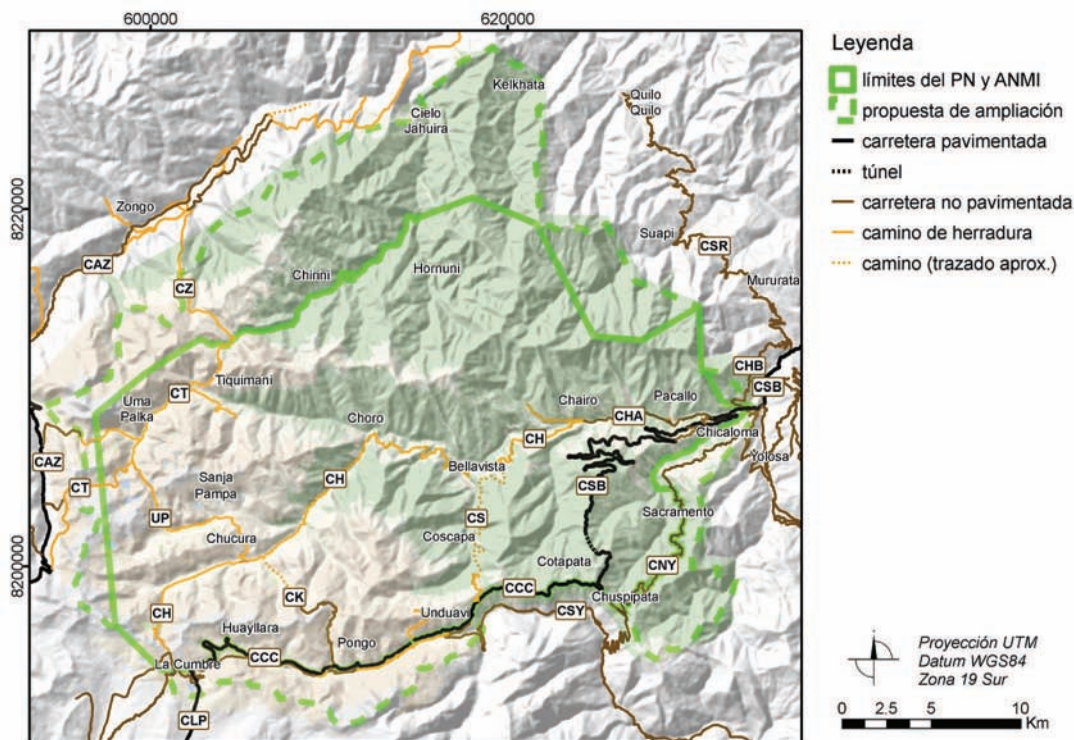 600000
620000
8220000
8200000
Kelkhata
Cielo
Jahuira
Quilo
Quilo
Zongo
CAZ
CZ
Chinni
Hornuni
Suapi
CSR
Mururata
CHB
CSB
Tiquimani
CT
Uma
Palka
Choro
Chairo
Pacallo
CHA
Chicaloma
Yolosa
CH
Bellavista
CAZ
CT
Sanja
Pampa
CH
CSB
Sacramento
UP
CS
Chucura
Coscapa
Cotapata
CNY
CK
CCC
Chuspipata
CH
Huayllara
Unduavi
CSY
Pongo
CCC
La Cumbre
CLP
Leyenda
límites del PN y ANMI
propuesta de ampliación
carretera pavimentada
túnel
carretera no pavimentada
camino de herradura
camino (trazado aprox.)
Proyección UTM
Datum WGS84
Zona 19 Sur
0 2.5 5 10
Km